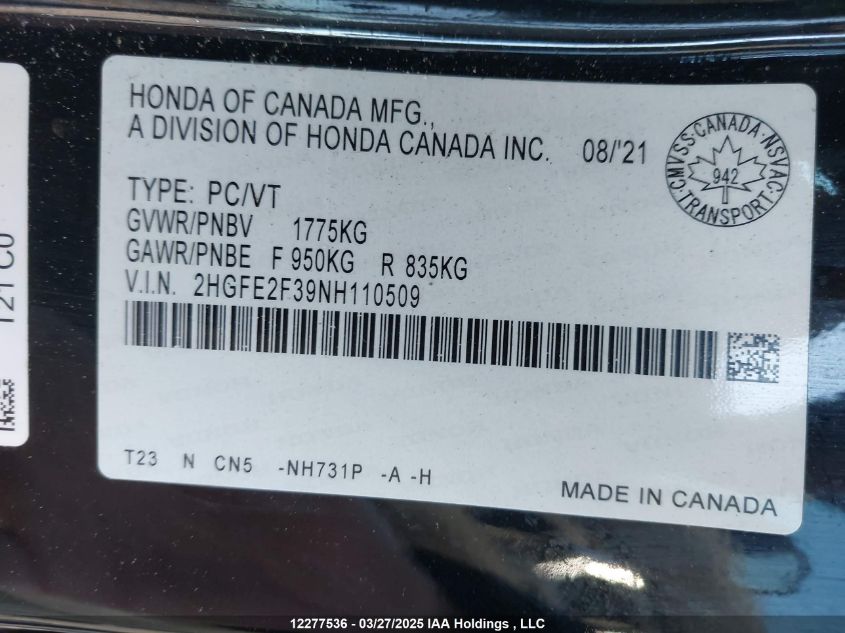 HONDA OF CANADA MFG.,
A DIVISION OF HONDA CANADA INC. 08/'21
CMVSS·CANADA·NSVAC·TRANSPORT·
942
TYPE: PC/VT
GVWR/PNBV 1775KG
GAWR/PNBE F 950KG R 835KG
V.I.N. 2HGFE2F39NH110509
T23 N CN5 -NH731P -A -H
MADE IN CANADA
12277536 - 03/27/2025 IAA Holdings , LLC